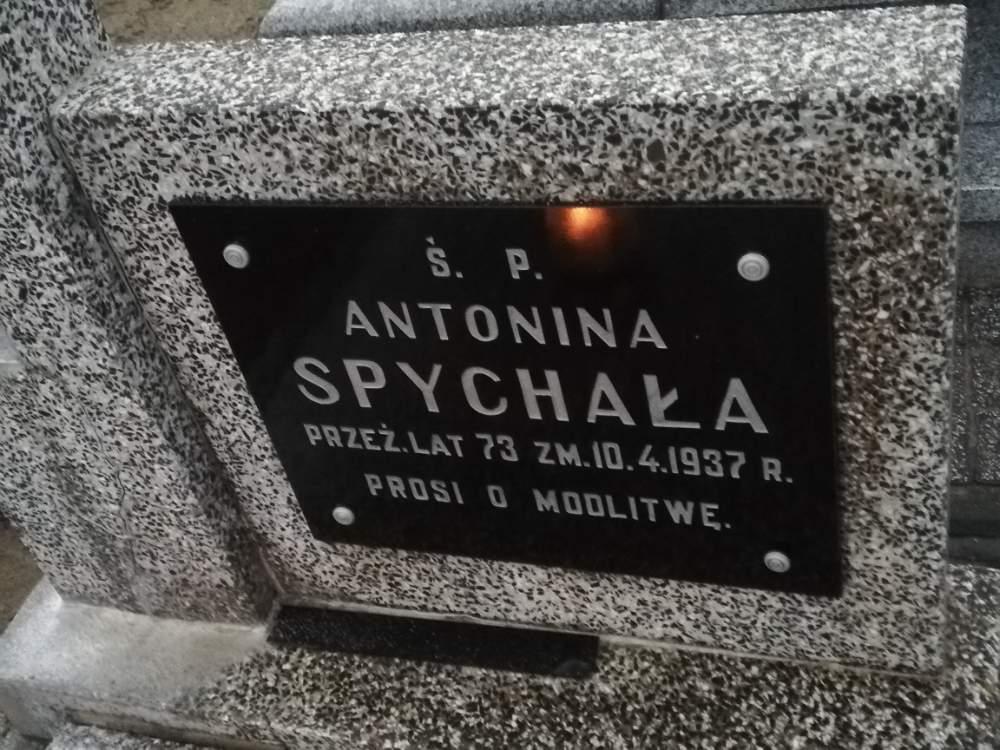 Ś. P.
ANTONINA
SPYCHAŁA
PRZEŻ. LAT 73 ZM. 10.4.1937 R.
PROSI O MODLITWĘ.